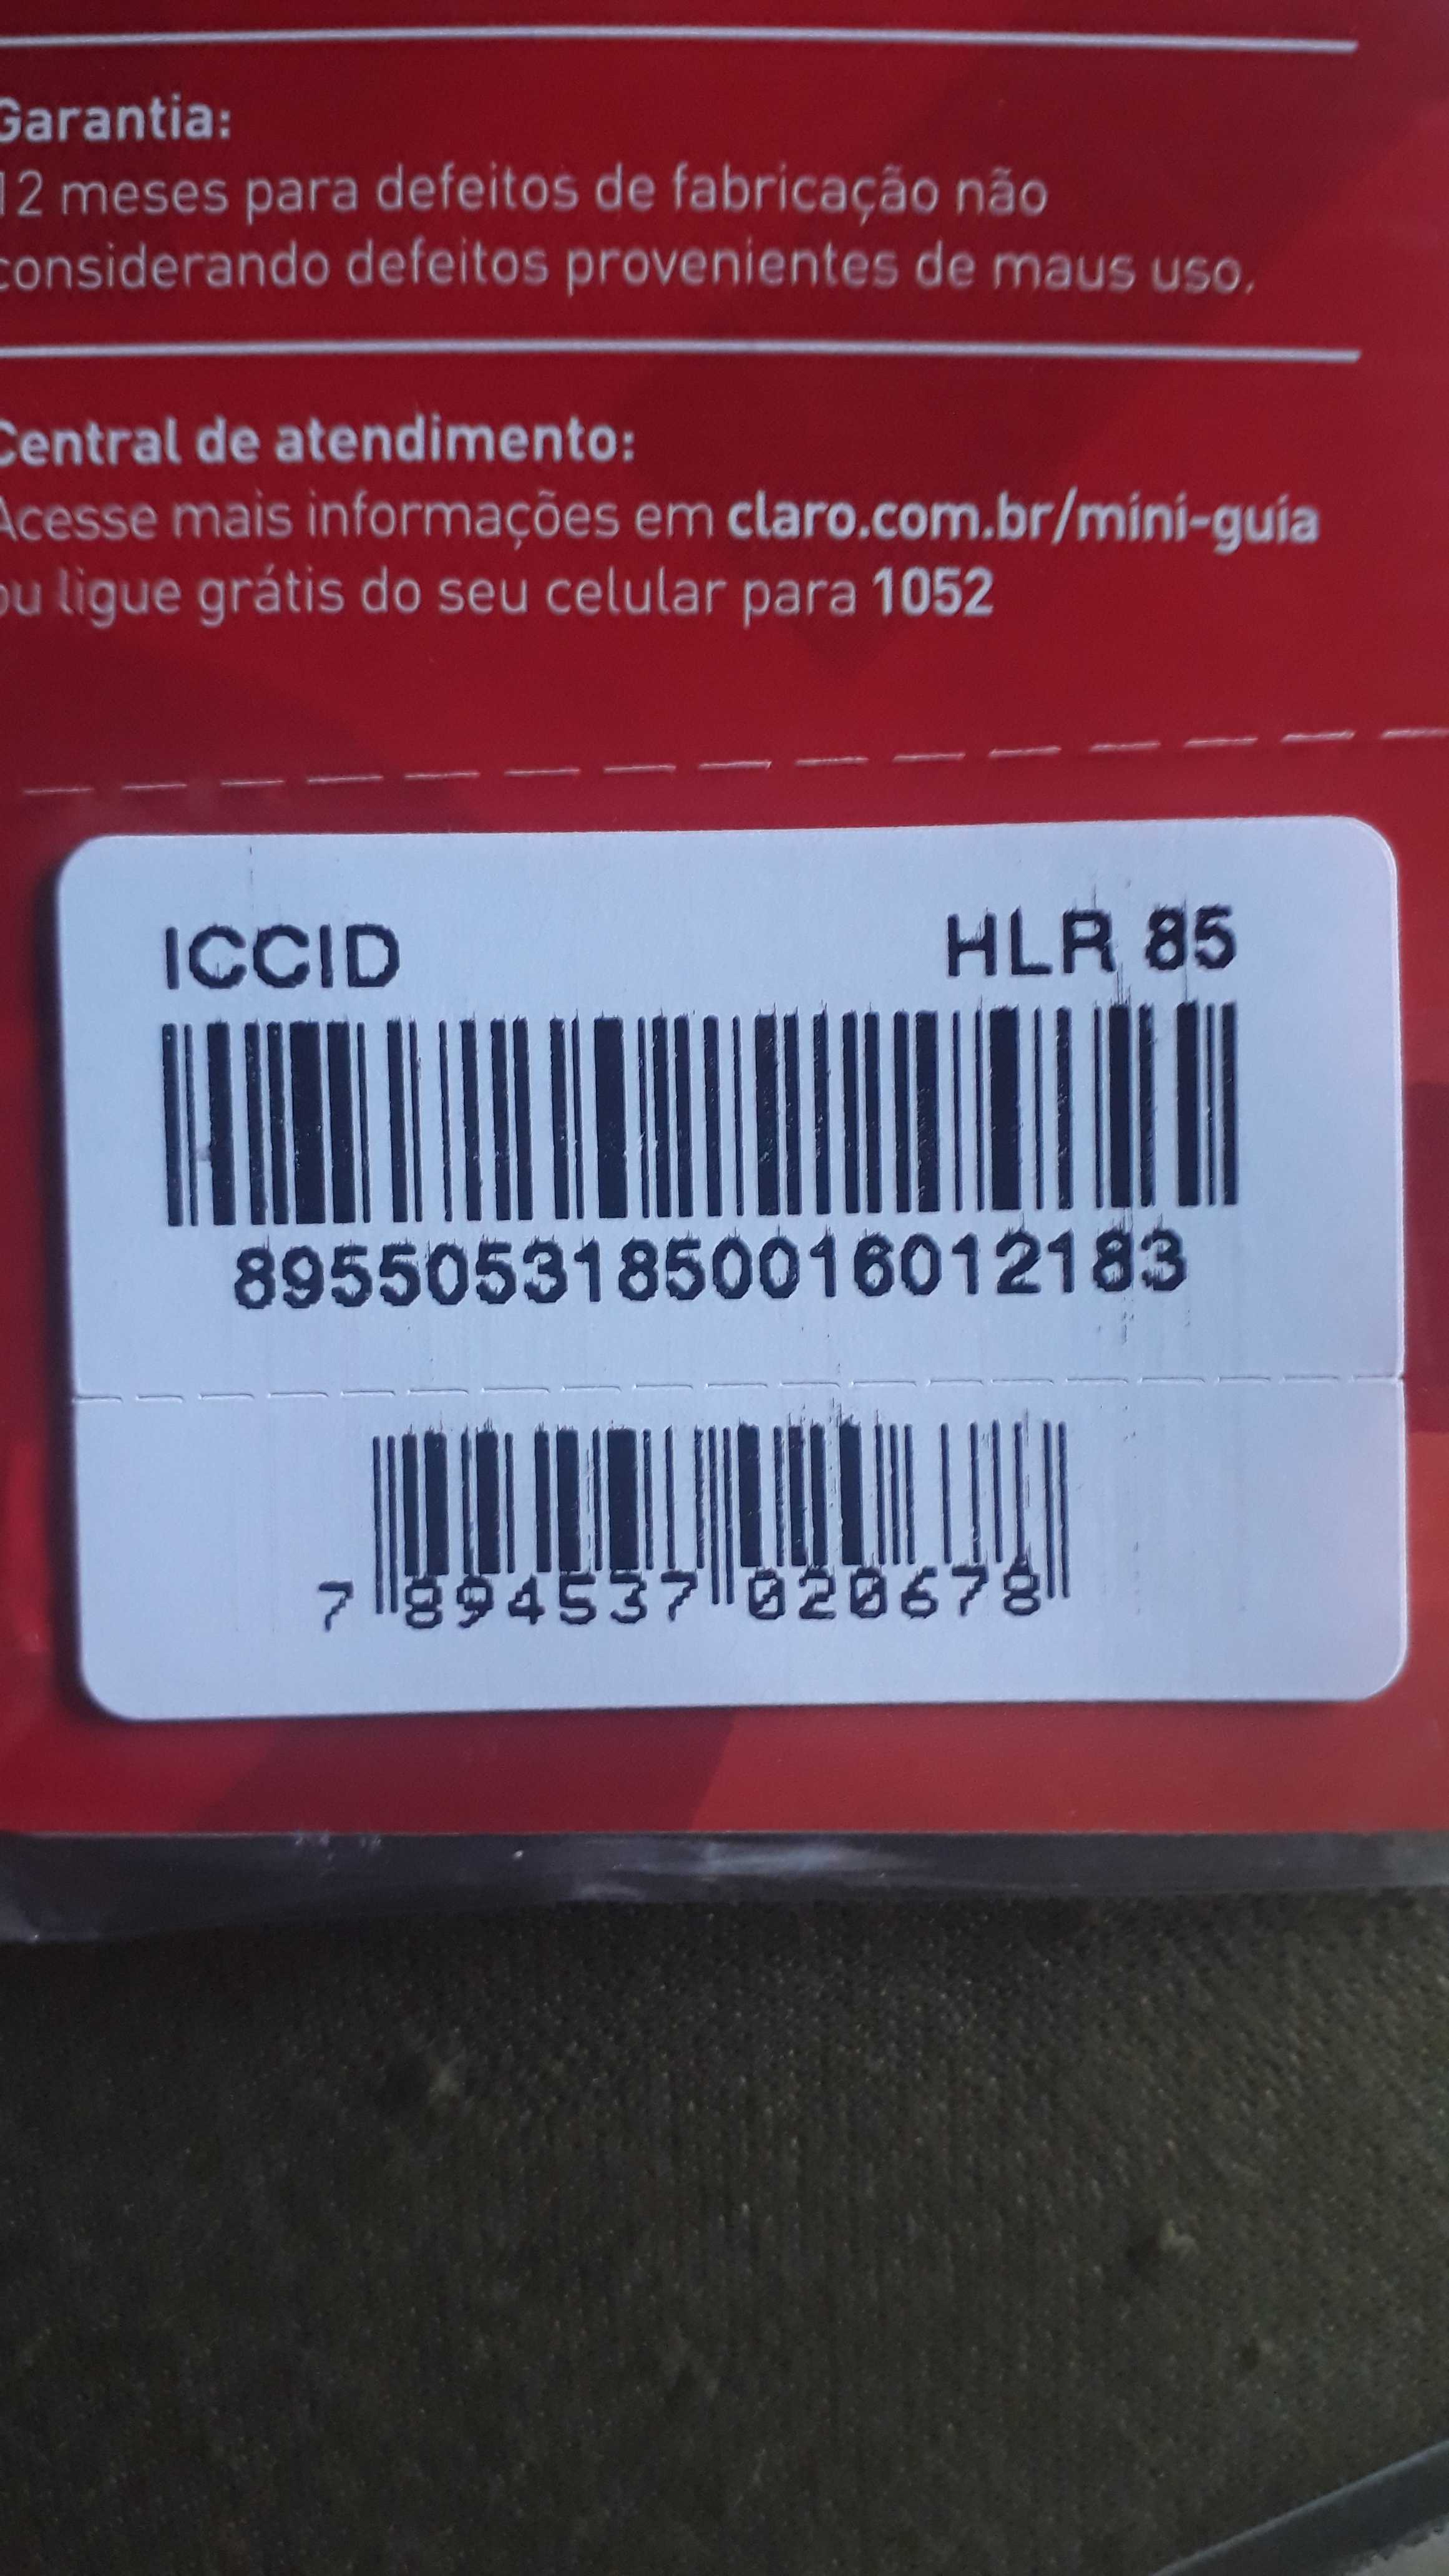 Garantia:
12 meses para defeitos de fabricação não
considerando defeitos provenientes de maus uso.
Central de atendimento:
Acesse mais informações em claro.com.br/mini-guia
ou ligue grátis do seu celular para 1052
ICCID HLR 85
89550531850016012183
7 894537 020678